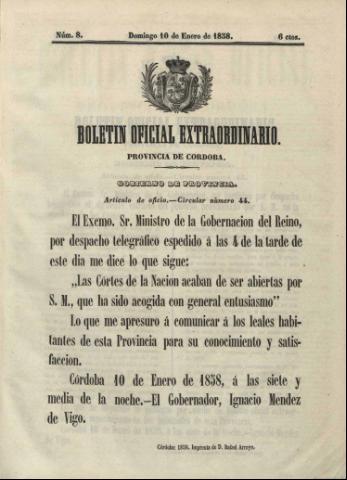 Núm. 8. Domingo 10 de Enero de 1858. 6 ctos.
BOLETIN OFICIAL EXTRAORDINARIO.
PROVINCIA DE CORDOBA.
GOBIERNO DE PROVINCIA.
Artículo de oficio.—Circular número 44.
El Exemo. Sr. Ministro de la Gobernacion del Reino,
por despacho telegráfico espedido á las 4 de la tarde de
este dia me dice lo que sigue:
„Las Córtes de la Nacion acaban de ser abiertas por
S. M., que ha sido acogida con general entusiasmo"
Lo que me apresuro á comunicar á los leales habi-
tantes de esta Provincia para su conocimiento y satis-
faccion.
Córdoba 10 de Enero de 1858, á las siete y
media de la noche.—El Gobernador, Ignacio Mendez
de Vigo.
Córdoba: 1858. Imprenta de D. Rafael Arroyo.